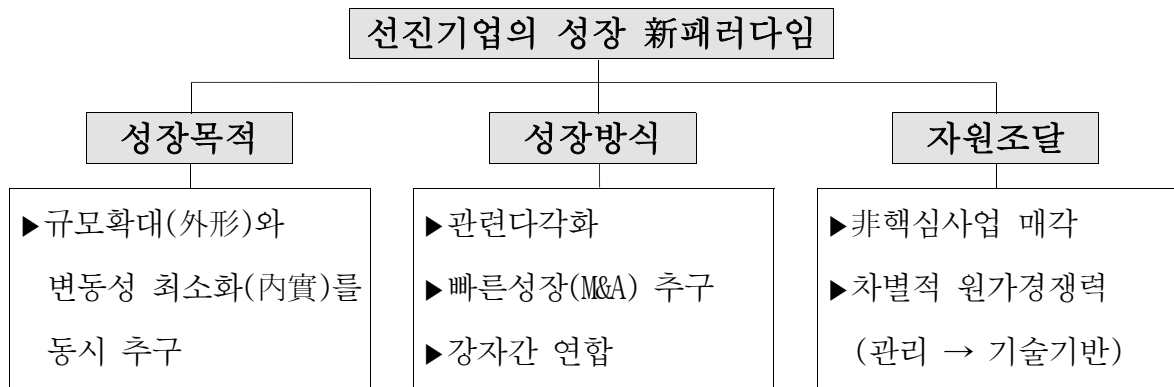 선진기업의 성장 新패러다임
성장목적
▶규모확대(外形)와
변동성 최소화(內實)를
동시 추구
성장방식
▶관련다각화
▶빠른성장(M&A) 추구
▶강자간 연합
자원조달
▶非핵심사업 매각
▶차별적 원가경쟁력
(관리 → 기술기반)